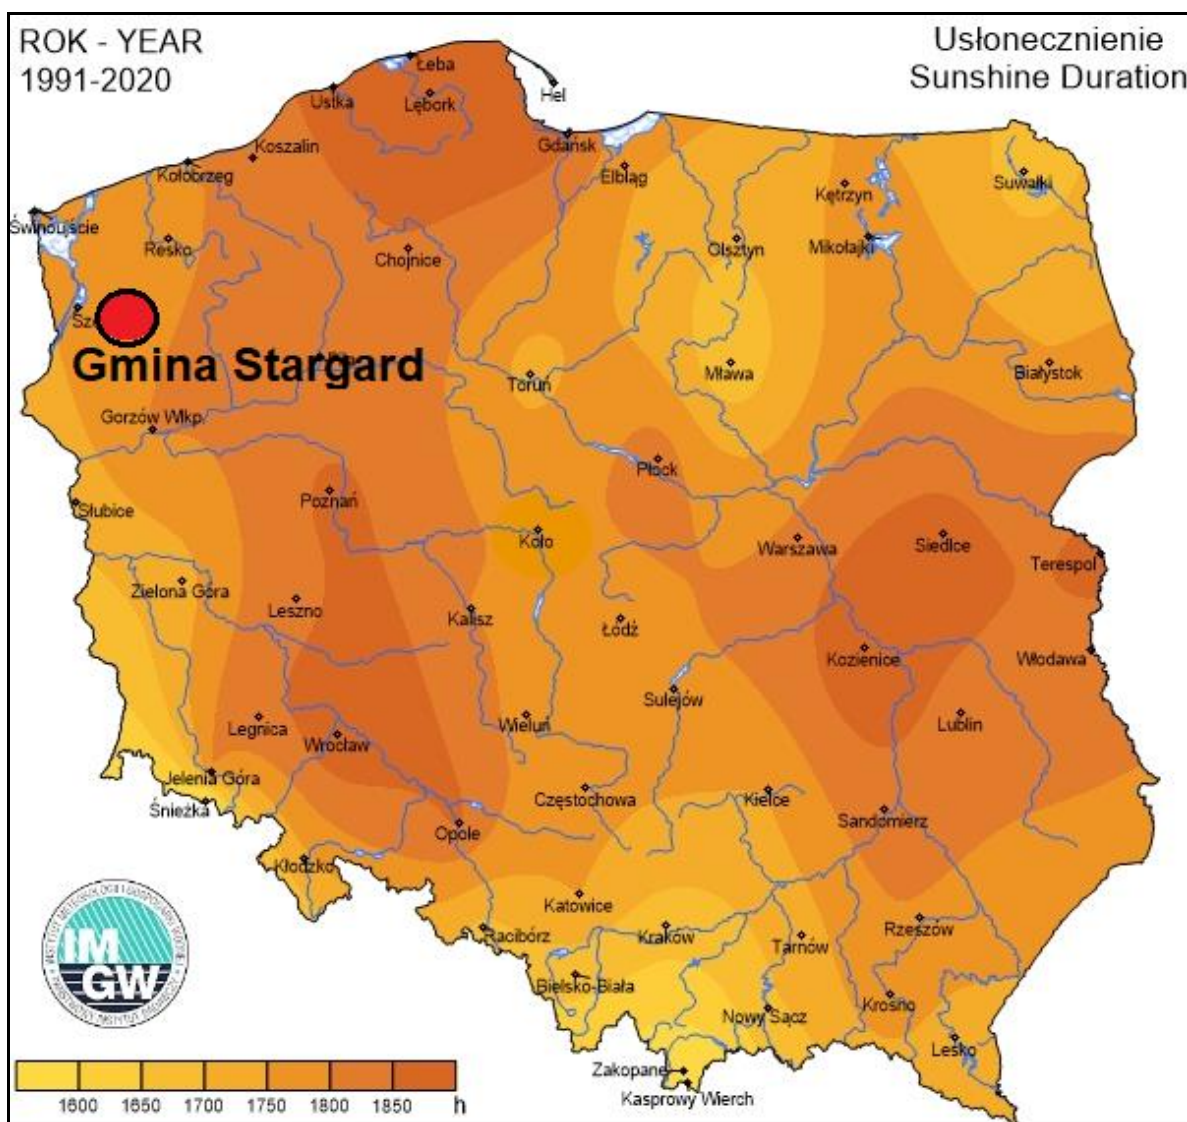 ROK - YEAR
1991-2020
Usłonecznienie
Sunshine Duration
Łeba
Ustka
Lębork
Hel
Koszalin
Gdańsk
Kołobrzeg
Elbląg
Suwałki
Kętrzyn
Świnoujście
Resko
Chojnice
Olsztyn
Mikołajki
Gmina Stargard
Toruń
Mława
Białystok
Gorzów Wlkp.
Płock
Poznań
Słubice
Koło
Warszawa
Siedlce
Terespol
Zielona Góra
Leszno
Kalisz
Łódź
Kozienice
Włodawa
Sulejów
Legnica
Wrocław
Wieluń
Lublin
Jelenia Góra
Śnieżka
Częstochowa
Kielce
Opole
Sandomierz
Kłodzko
Katowice
Racibórz
Kraków
Tarnów
Rzeszów
Bielsko-Biała
Nowy Sącz
Krosno
Lesko
Zakopane
Kasprowy Wierch
IM
GW
1600 1650 1700 1750 1800 1850 h